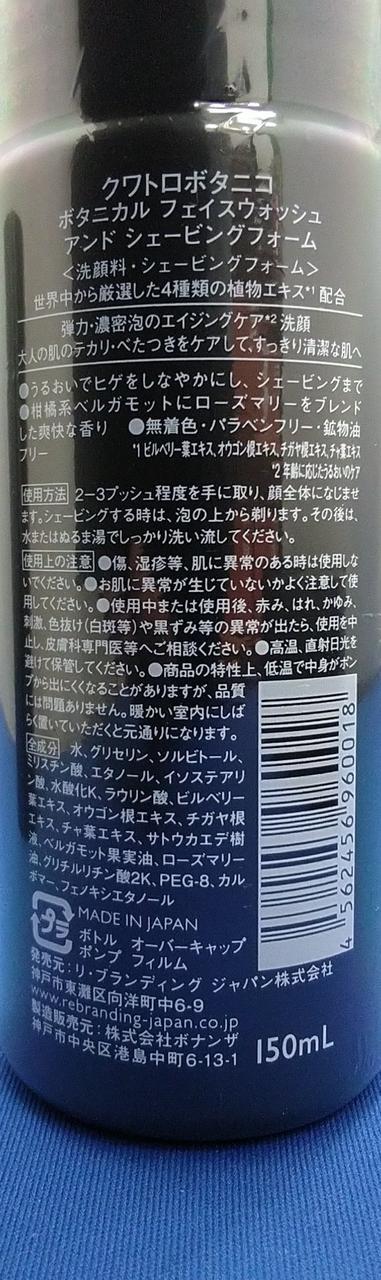 クワトロボタニコ
ボタニカル フェイスウォッシュ
アンド シェービングフォーム
<洗顔料・シェービングフォーム>
世界中から厳選した4種類の植物エキス*1 配合
弾力・濃密泡のエイジングケア*2 洗顔
大人の肌のテカリ・べたつきをケアして、すっきり清潔な肌へ
●うるおいでヒゲをしなやかにし、シェービングまで
●柑橘系ベルガモットにローズマリーをブレンド
した爽快な香り ●無着色・パラベンフリー・鉱物油
フリー
*1 ビルベリー葉エキス、オウゴン根エキス、チガヤ根エキス、チャ葉エキス
*2 年齢に応じたうるおいのケア
使用方法 2−3プッシュ程度を手に取り、顔全体になじませ
ます。シェービングする時は、泡の上から剃ります。その後は、
水またはぬるま湯でしっかり洗い流してください。
使用上の注意 ●傷、湿疹等、肌に異常のある時は使用しな
いでください。●お肌に異常が生じていないかよく注意して使
用してください。●使用中または使用後、赤み、はれ、かゆみ、
刺激、色抜け(白斑等)や黒ずみ等の異常が出たら、使用を中
止し、皮膚科専門医等へご相談ください。●高温、直射日光を
避けて保管してください。●商品の特性上、低温で中身がポン
プから出にくくなることがありますが、品質
には問題ありません。暖かい室内にしば
らく置いていただくと元通りになります。
全成分 水、グリセリン、ソルビトール、
ミリスチン酸、エタノール、イソステアリ
ン酸、水酸化K、ラウリン酸、ビルベリー
葉エキス、オウゴン根エキス、チガヤ根
エキス、チャ葉エキス、サトウカエデ樹
液、ベルガモット果実油、ローズマリー
油、グリチルリチン酸2K、PEG-8、カル
ボマー、フェノキシエタノール
プラ
MADE IN JAPAN
ボトル オーバーキャップ
ポンプ フィルム
発売元：リ・ブランディング ジャパン株式会社
神戸市東灘区向洋町中6-9
www.rebranding-japan.co.jp
製造販売元：株式会社ボナンザ
神戸市中央区港島中町6-13-1
150mL
4562456960018